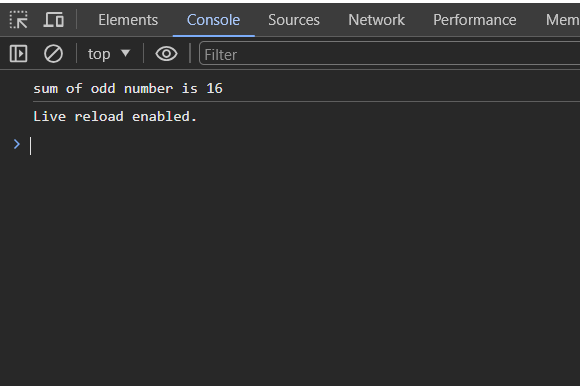 Elements Console Sources Network Performance Mem
top Filter
sum of odd number is 16
Live reload enabled.